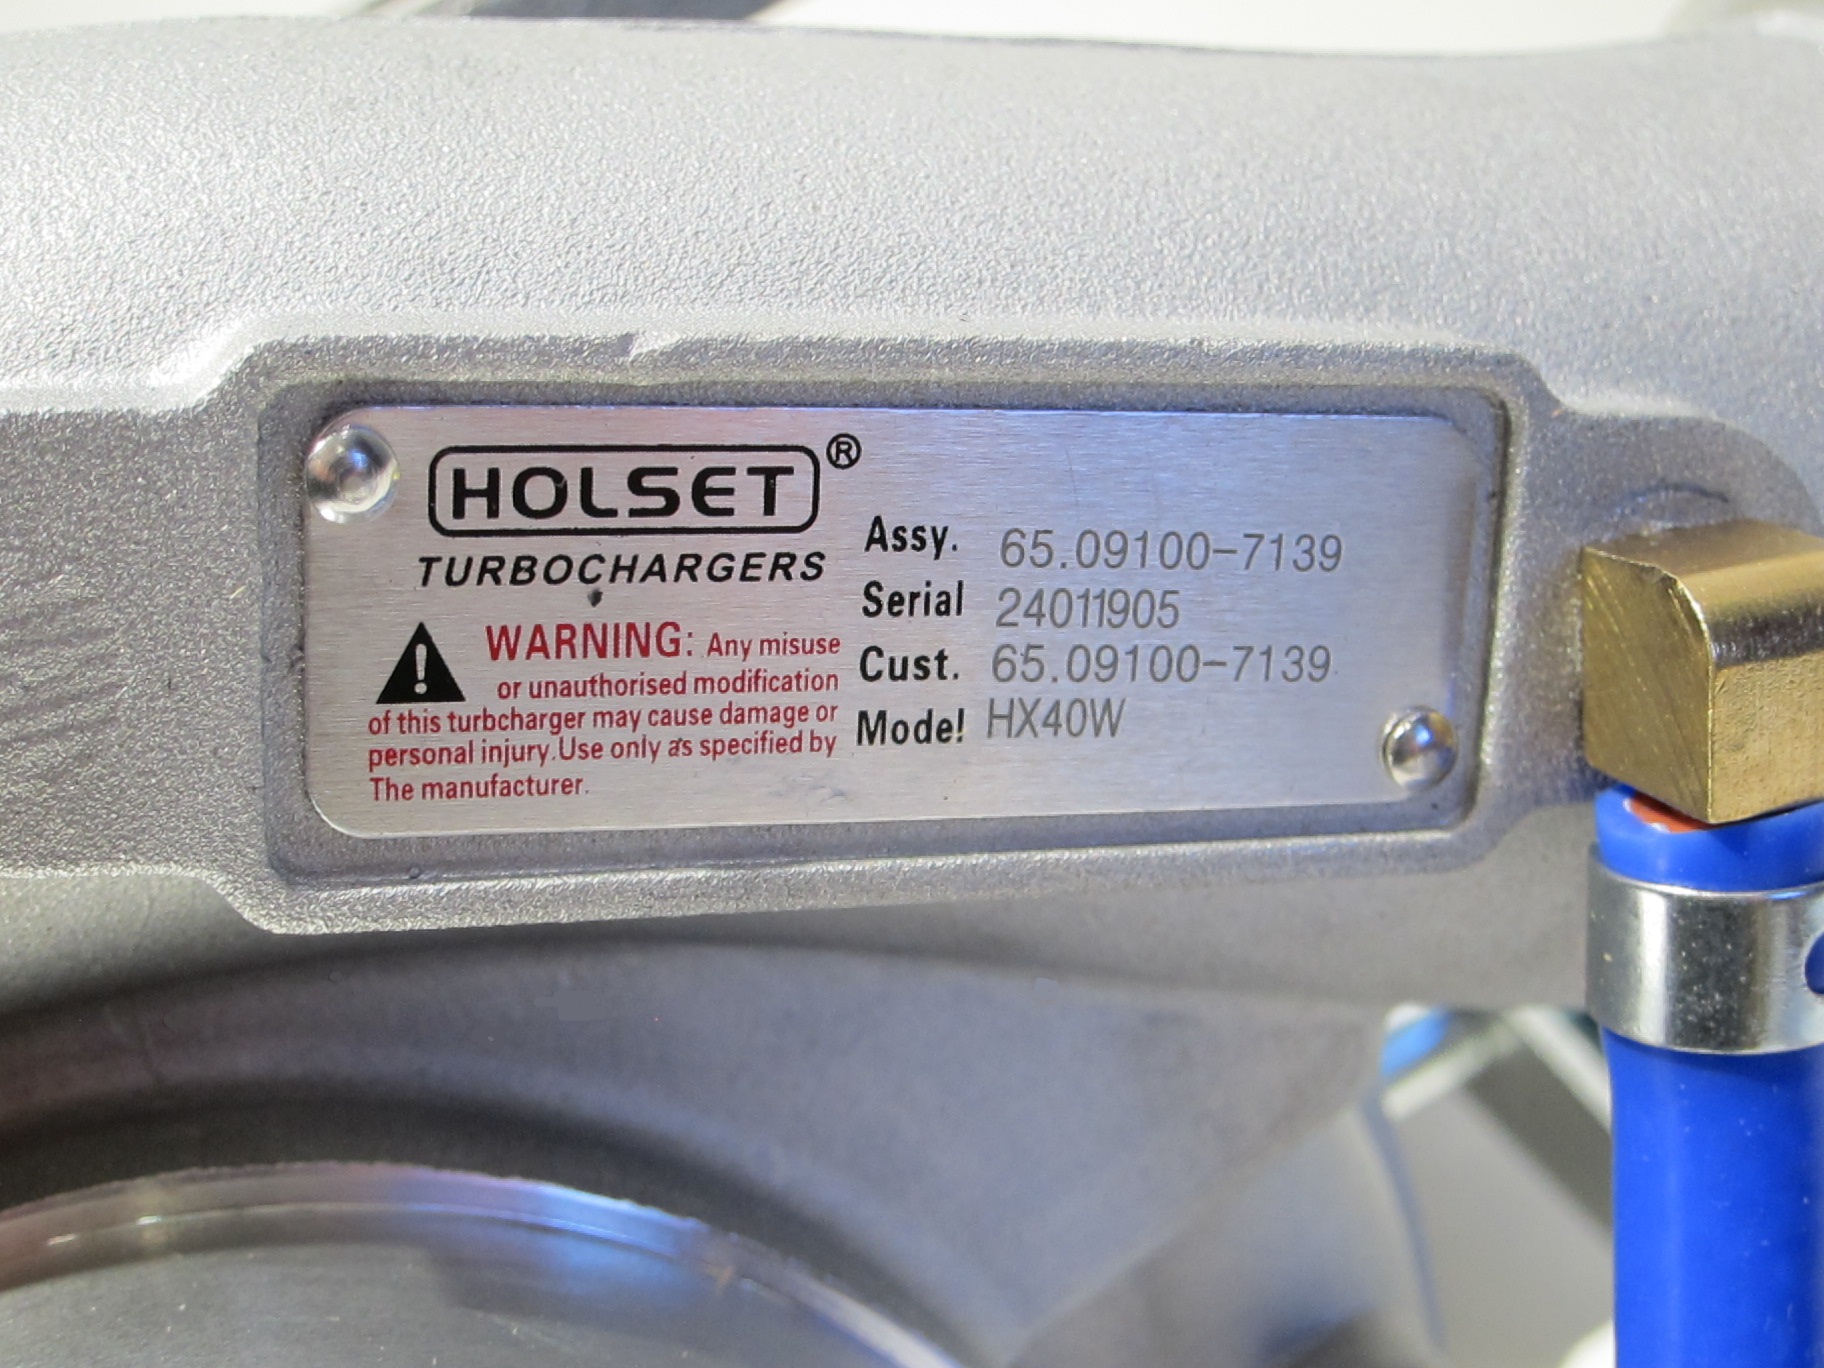 HOLSET®
TURBOCHARGERS
WARNING: Any misuse
or unauthorised modification
of this turbcharger may cause damage or
personal injury.Use only as specified by
The manufacturer.
Assy. 65.09100-7139
Serial 24011905
Cust. 65.09100-7139
Model HX40W